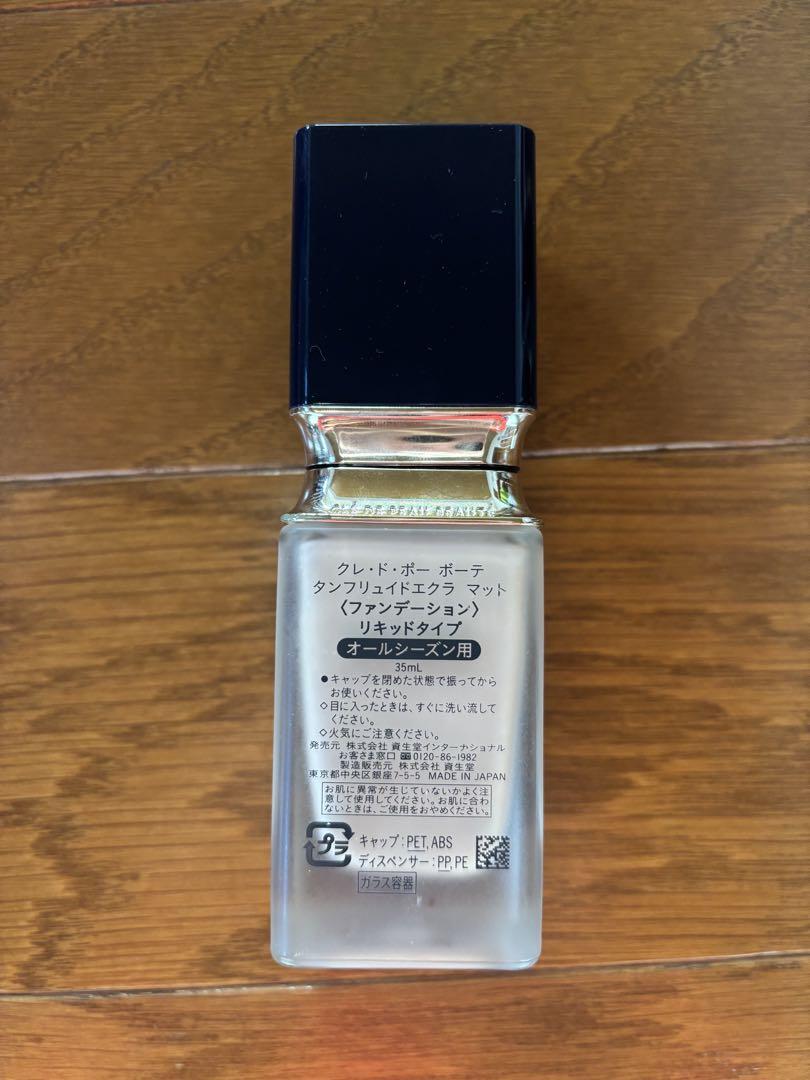 CLÉ DE PEAU BEAUTÉ
クレ・ド・ポー ボーテ
タンフリュイドエクラ マット
〈ファンデーション〉
リキッドタイプ
オールシーズン用
35mL
●キャップを閉めた状態で振ってから
お使いください。
◇目に入ったときは、すぐに洗い流して
ください。
◇火気にご注意ください。
発売元 株式会社 資生堂インターナショナル
お客さま窓口 0120-86-1982
製造販売元 株式会社 資生堂
東京都中央区銀座7-5-5 MADE IN JAPAN
お肌に異常が生じていないかよく注
意して使用してください。お肌に合わ
ないときは、ご使用をおやめください。
プラ
キャップ:PET,ABS
ディスペンサー:PP,PE
ガラス容器